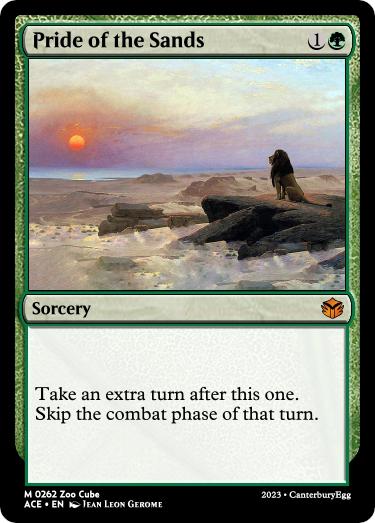 Pride of the Sands 1
Sorcery
Take an extra turn after this one.
Skip the combat phase of that turn.
M 0262 Zoo Cube
ACE • EN Jean Leon Gerome
2023 • CanterburyEgg